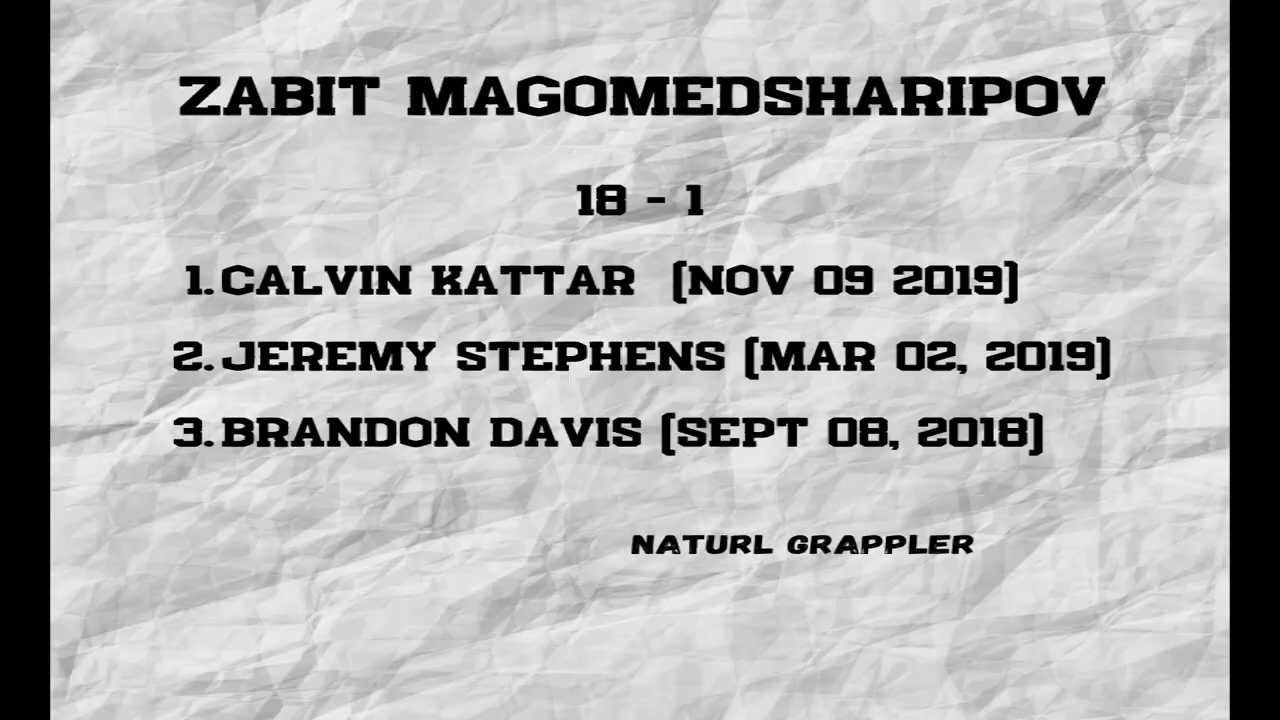 ZABIT MAGOMEDSHARIPOV
18 - 1
1. CALVIN KATTAR (NOV 09 2019)
2. JEREMY STEPHENS (MAR 02, 2019)
3. BRANDON DAVIS (SEPT 08, 2018)
NATURL GRAPPLER